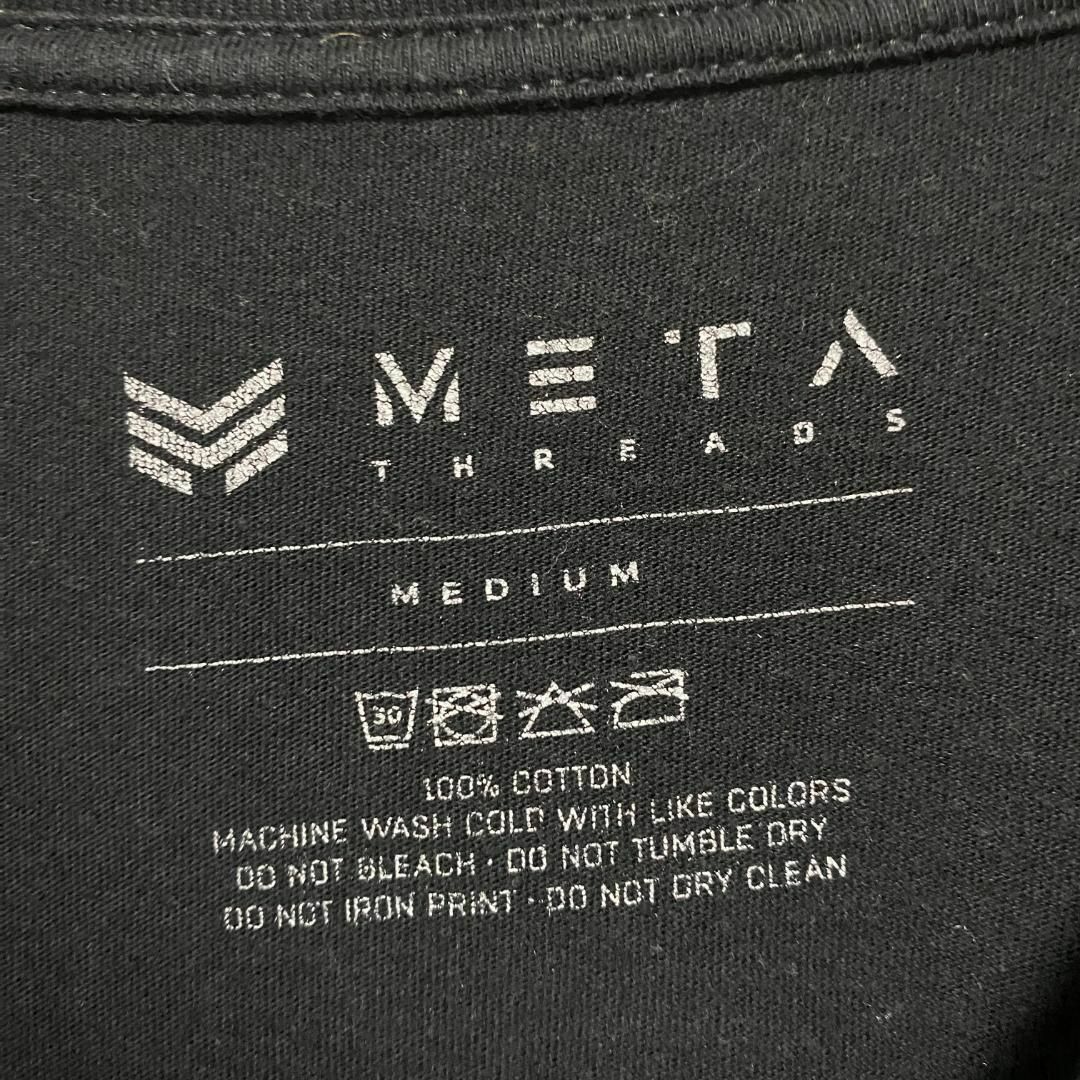 META
THREADS
MEDIUM
30
100% COTTON
MACHINE WASH COLD WITH LIKE COLORS
DO NOT BLEACH · DO NOT TUMBLE DRY
DO NOT IRON PRINT · DO NOT DRY CLEAN